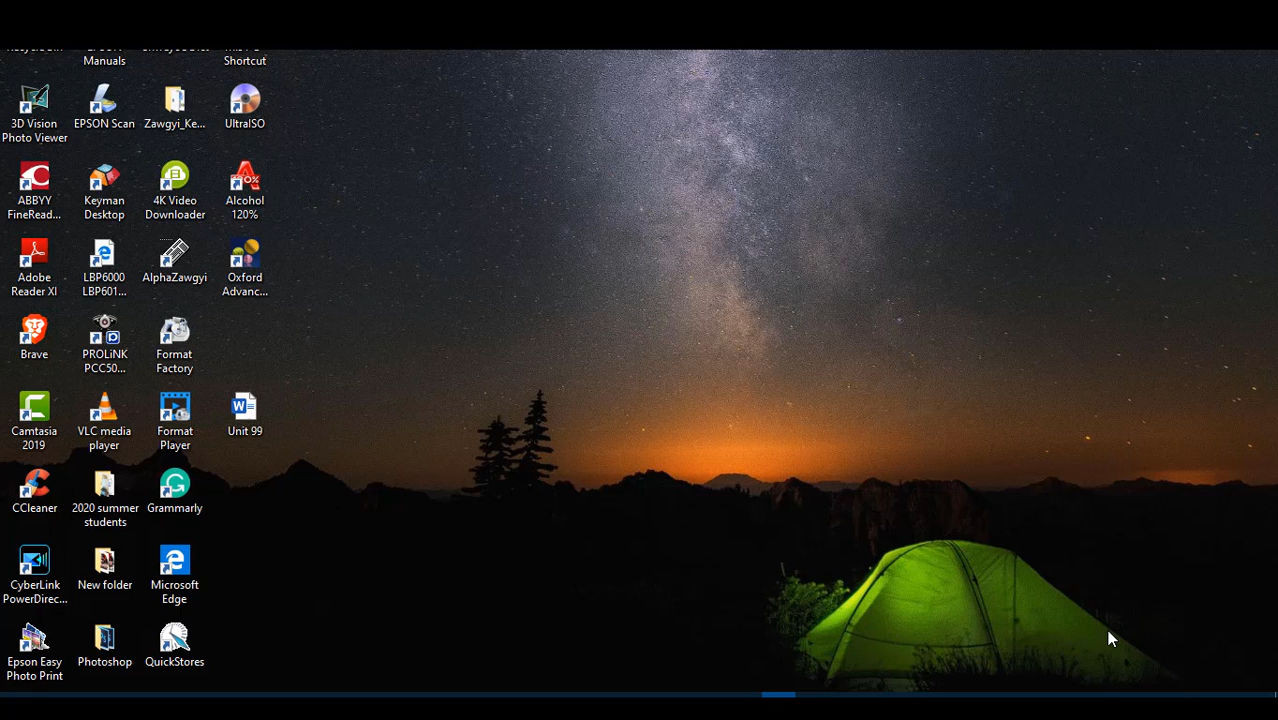 Manuals
Shortcut
3D Vision
Photo Viewer
EPSON Scan
Zawgyi_Ke...
UltraISO
ABBYY
FineRead...
Keyman
Desktop
4K Video
Downloader
Alcohol
120%
Adobe
Reader XI
LBP6000
LBP601...
AlphaZawgyi
Oxford
Advanc...
Brave
PROLiNK
PCC50...
Format
Factory
Camtasia
2019
VLC media
player
Format
Player
Unit 99
CCleaner
2020 summer
students
Grammarly
CyberLink
PowerDirec...
New folder
Microsoft
Edge
Epson Easy
Photo Print
Photoshop
QuickStores